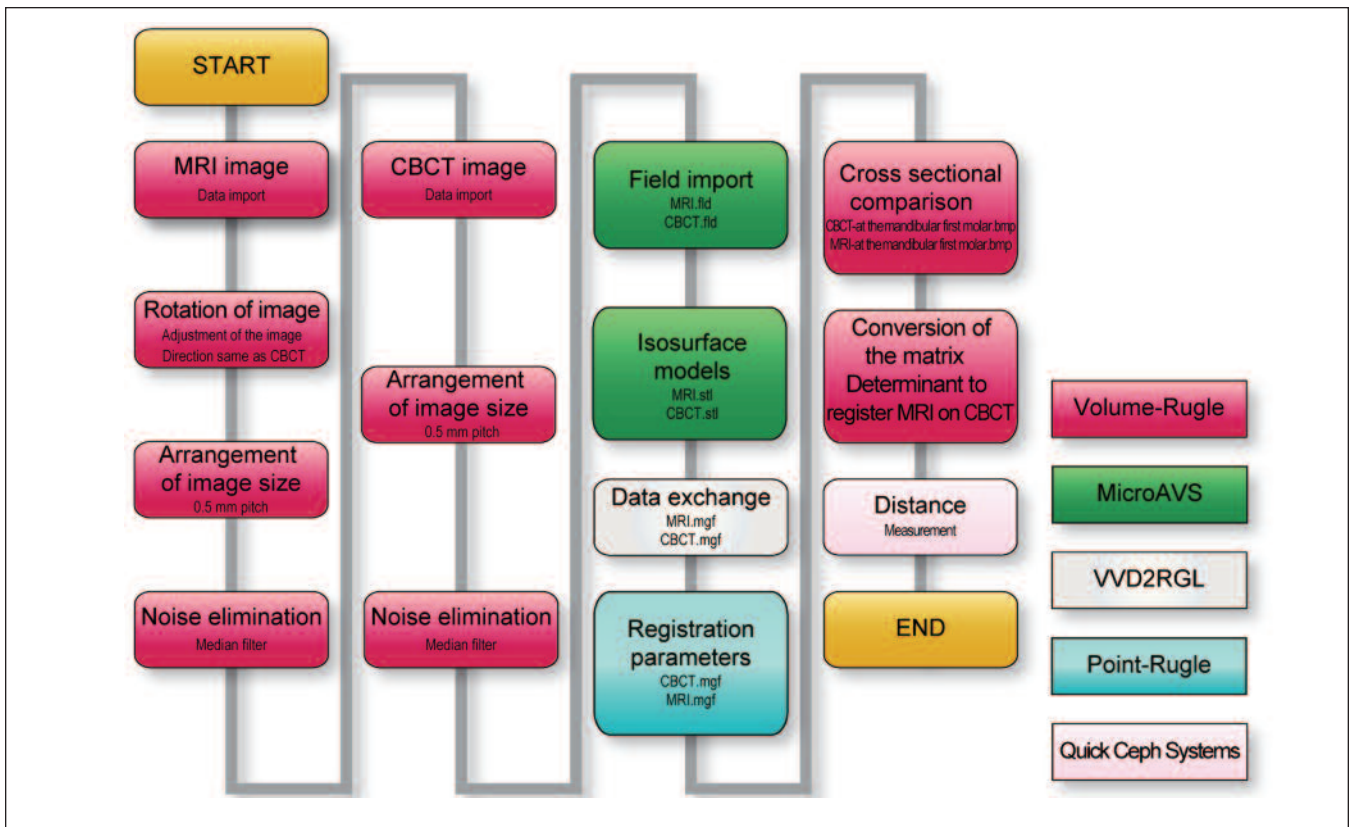 START
MRI image
Data import
Rotation of image
Adjustment of the image
Direction same as CBCT
Arrangement
of image size
0.5 mm pitch
Noise elimination
Median filter
CBCT image
Data import
Arrangement
of image size
0.5 mm pitch
Noise elimination
Median filter
Field import
MRI.fld
CBCT.fld
Isosurface
models
MRI.stl
CBCT.stl
Data exchange
MRI.mgf
CBCT.mgf
Registration
parameters
CBCT.mgf
MRI.mgf
Cross sectional
comparison
CBCT-at the mandibular first molar.bmp
MRI-at the mandibular first molar.bmp
Conversion of
the matrix
Determinant to
register MRI on CBCT
Distance
Measurement
END
Volume-Rugle
MicroAVS
VVD2RGL
Point-Rugle
Quick Ceph Systems